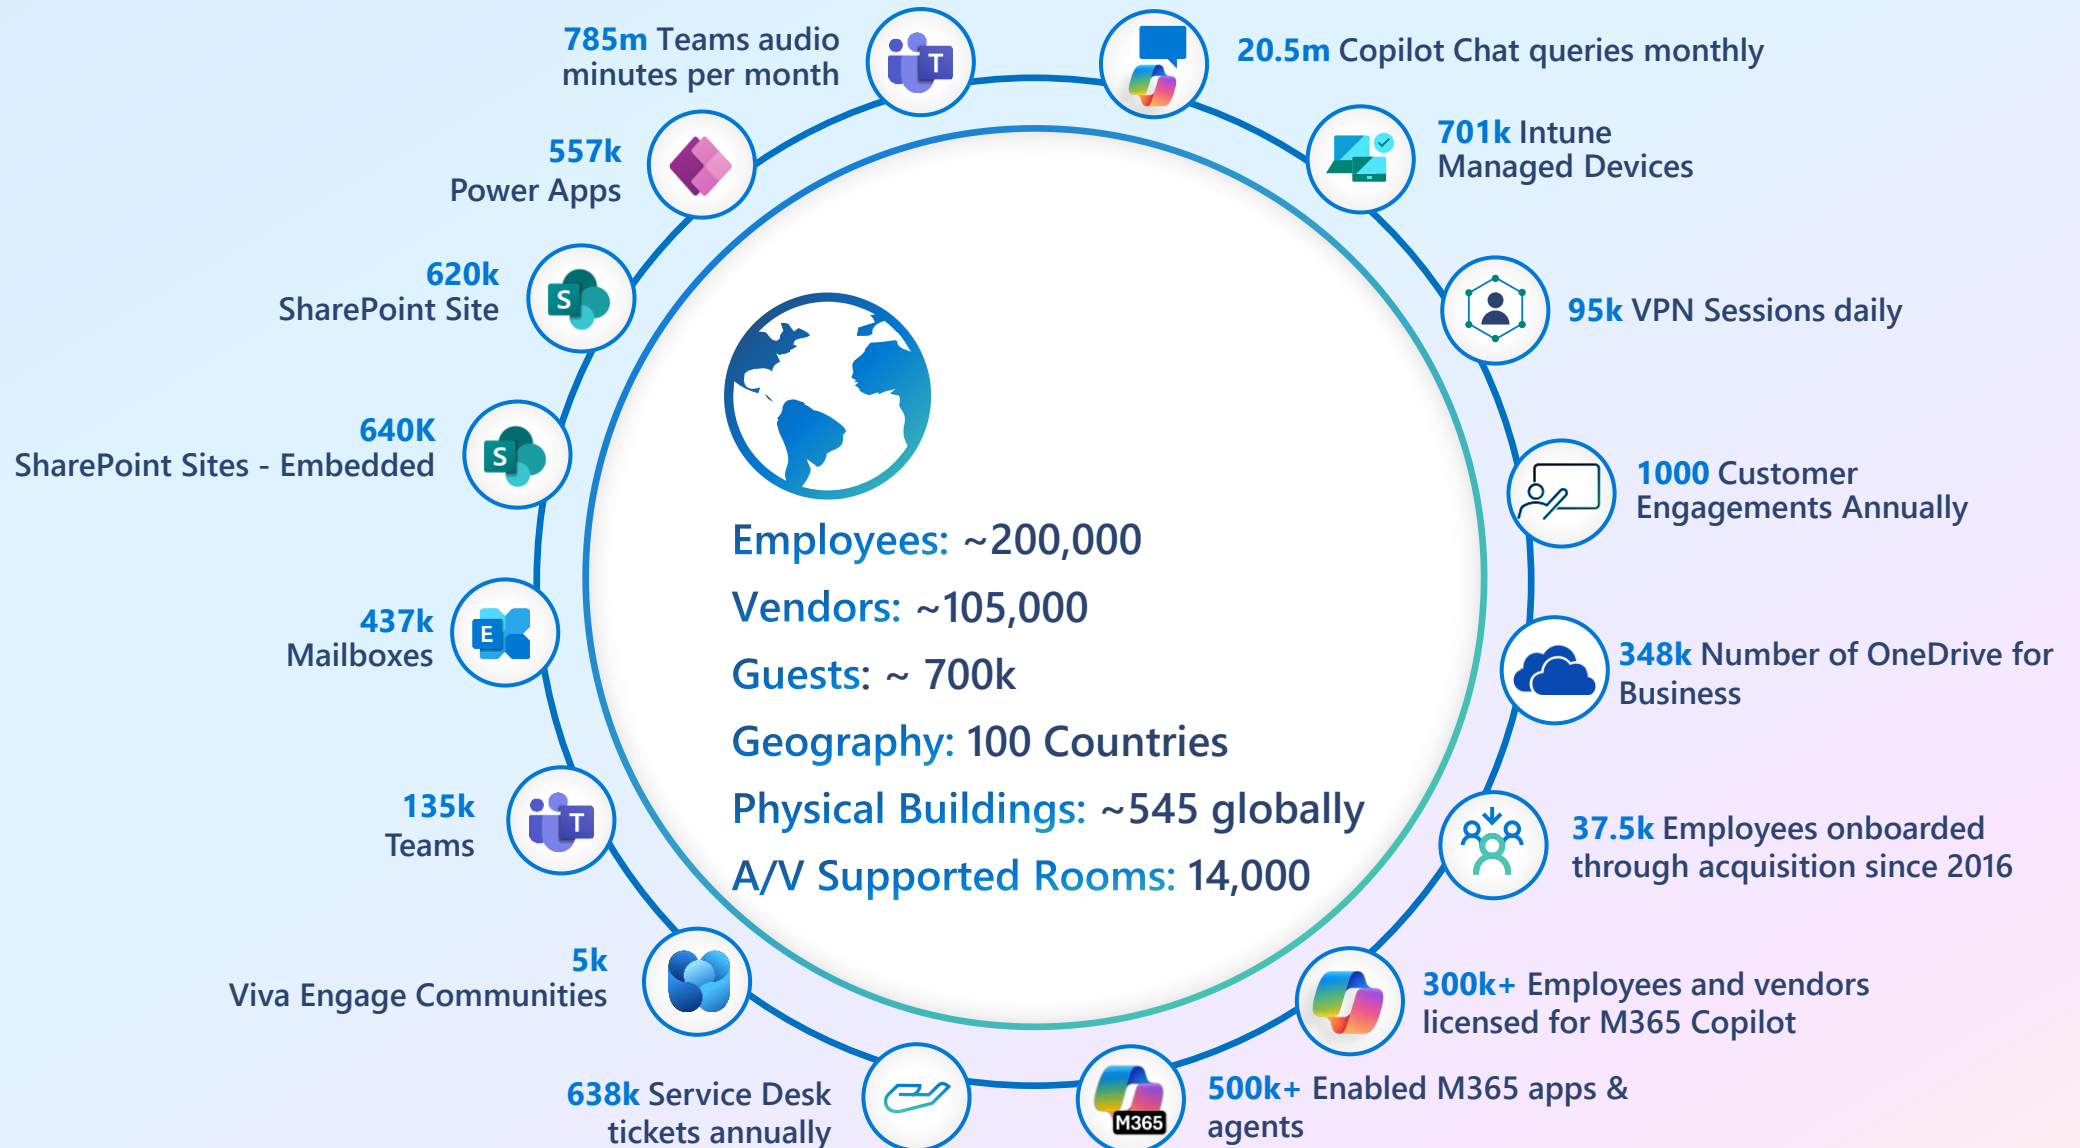 785m Teams audio
minutes per month
20.5m Copilot Chat queries monthly
557k
Power Apps
701k Intune
Managed Devices
620k
SharePoint Site
95k VPN Sessions daily
640K
SharePoint Sites - Embedded
1000 Customer
Engagements Annually
437k
Mailboxes
348k Number of OneDrive for
Business
135k
Teams
37.5k Employees onboarded
through acquisition since 2016
5k
Viva Engage Communities
300k+ Employees and vendors
licensed for M365 Copilot
638k Service Desk
tickets annually
500k+ Enabled M365 apps &
agents
Employees: ~200,000
Vendors: ~105,000
Guests: ~ 700k
Geography: 100 Countries
Physical Buildings: ~545 globally
A/V Supported Rooms: 14,000
T
S
S
E
T
M365